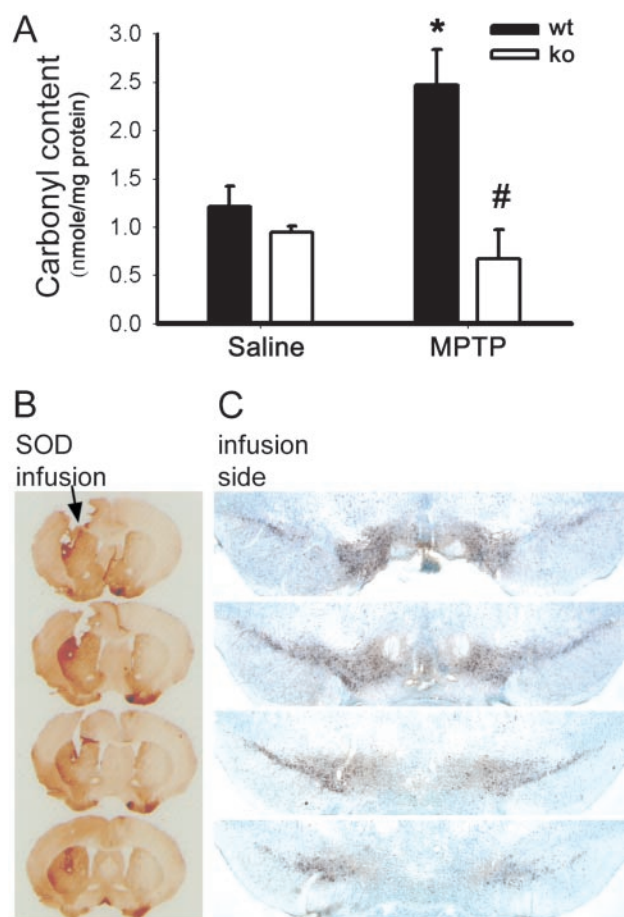 A
Carbonyl content
(nmole/mg protein)
3.0
2.5
2.0
1.5
1.0
0.5
0.0
*
#
wt
ko
Saline
MPTP
B
SOD
infusion
C
infusion
side